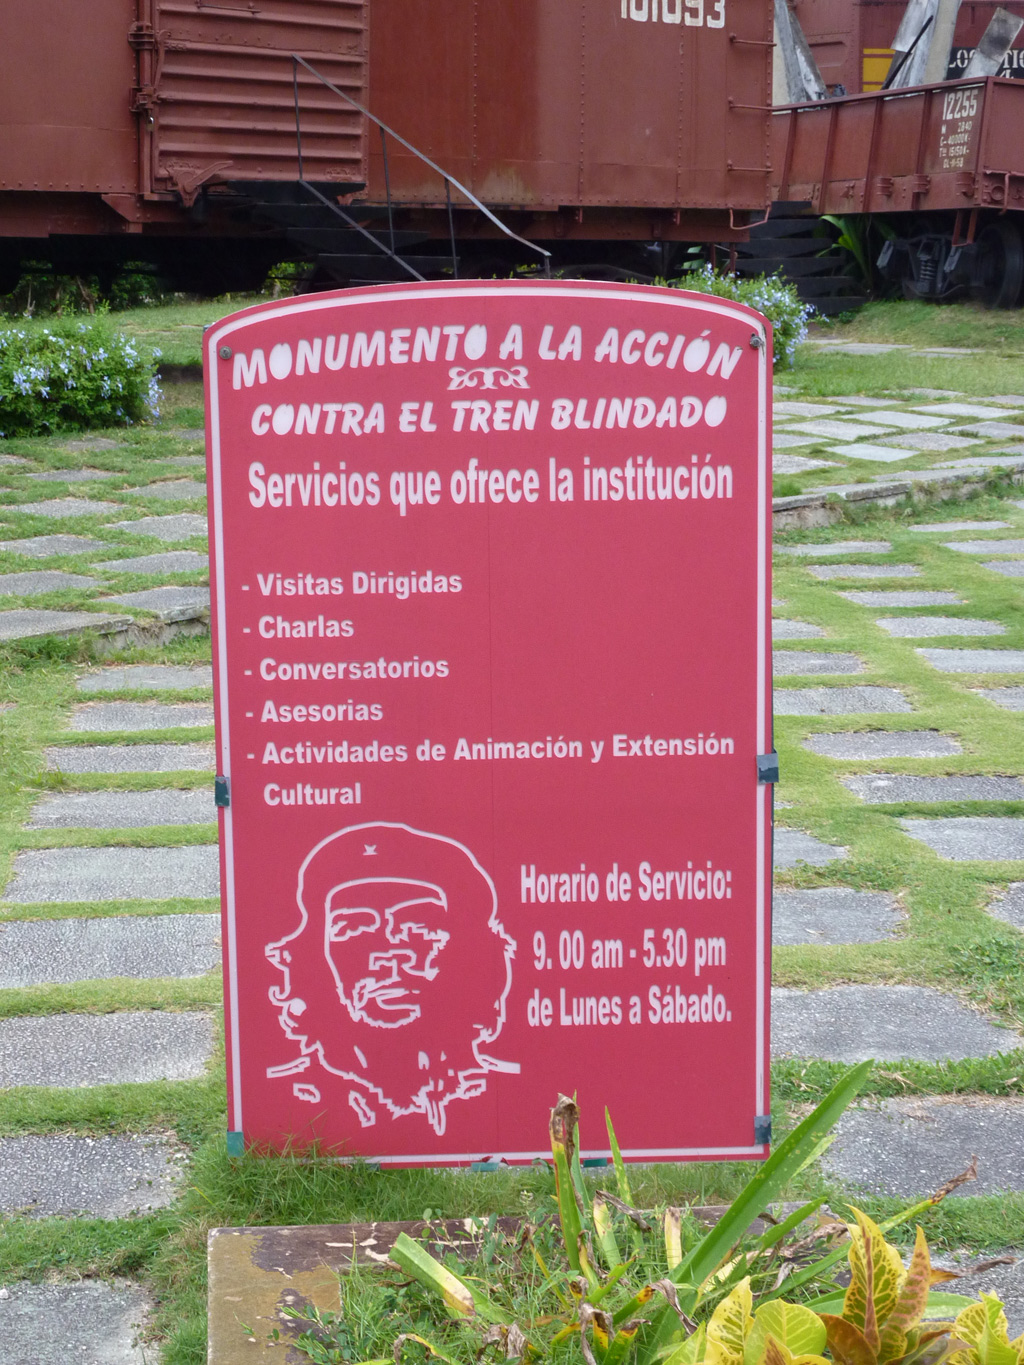 101093
12255
MONUMENTO A LA ACCIÓN
CONTRA EL TREN BLINDADO
Servicios que ofrece la institución
- Visitas Dirigidas
- Charlas
- Conversatorios
- Asesorias
- Actividades de Animación y Extensión
Cultural
Horario de Servicio:
9. 00 am - 5.30 pm
de Lunes a Sábado.